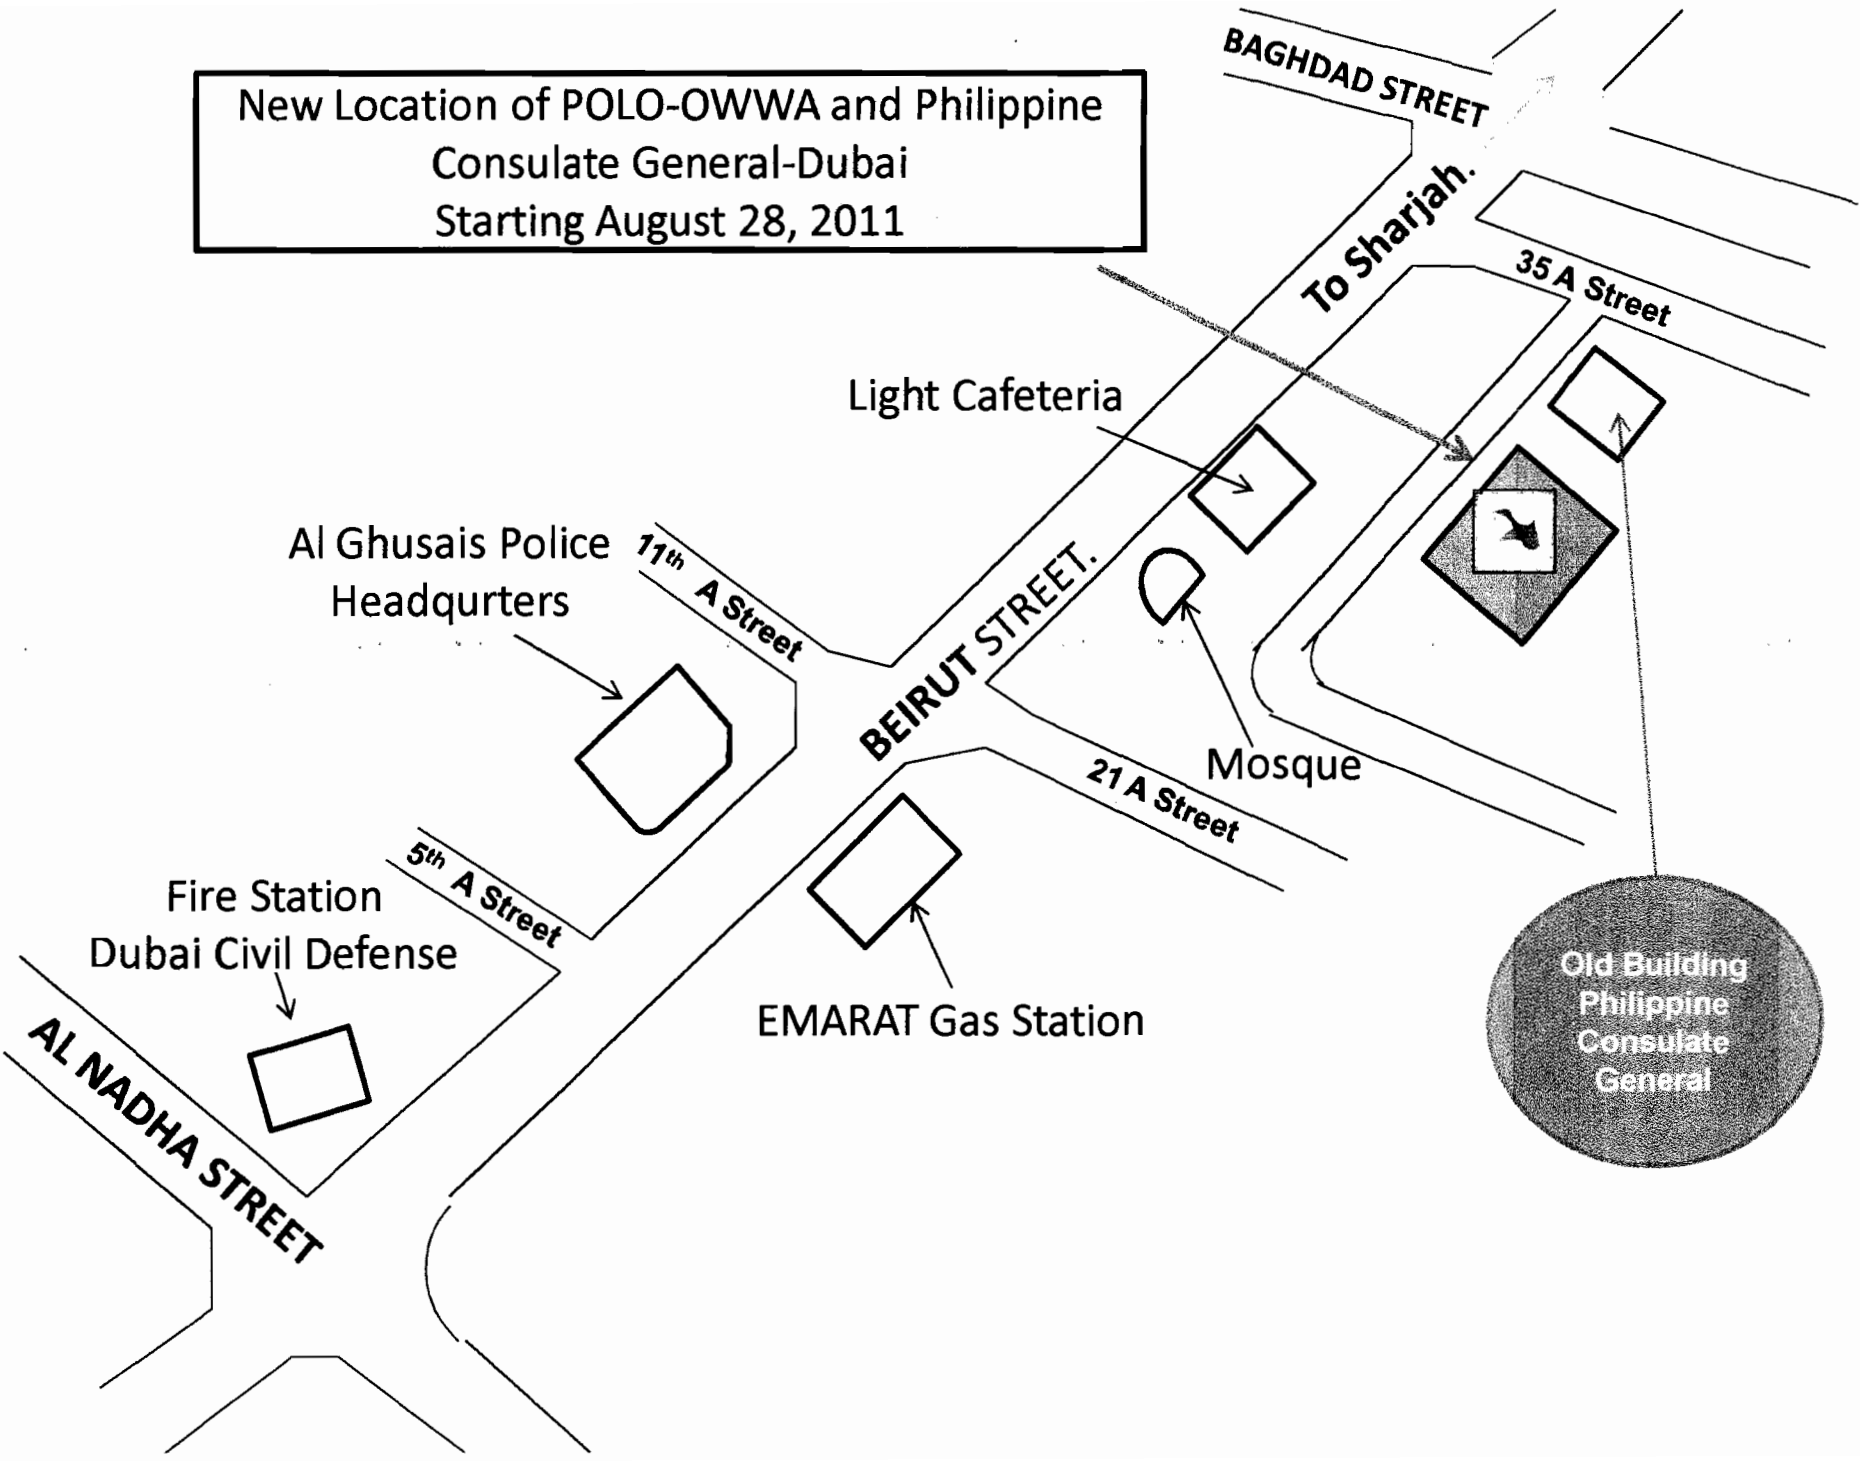 BAGHDAD STREET
New Location of POLO-OWWA and Philippine
Consulate General-Dubai
Starting August 28, 2011
To Sharjah.
35 A Street
Light Cafeteria
Al Ghusais Police
Headqurters
11th A Street
BEIRUT STREET.
Mosque
21 A Street
5th A Street
Fire Station
Dubai Civil Defense
EMARAT Gas Station
Old Building
Philippine
Consulate
General
AL NADHA STREET